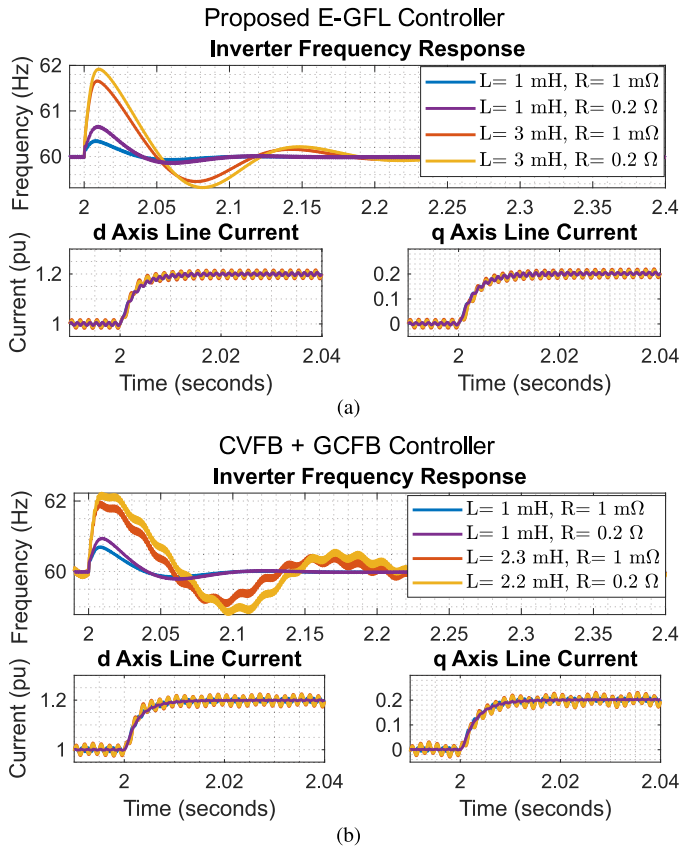 Proposed E-GFL Controller
Inverter Frequency Response
Frequency (Hz)
62
61
60
L= 1 mH, R= 1 mΩ
L= 1 mH, R= 0.2 Ω
L= 3 mH, R= 1 mΩ
L= 3 mH, R= 0.2 Ω
2 2.05 2.1 2.15 2.2 2.25 2.3 2.35 2.4
d Axis Line Current
q Axis Line Current
Current (pu)
1.2
1
0.2
0.1
0
2 2.02 2.04
2 2.02 2.04
Time (seconds)
Time (seconds)
(a)
CVFB + GCFB Controller
Inverter Frequency Response
Frequency (Hz)
62
60
L= 1 mH, R= 1 mΩ
L= 1 mH, R= 0.2 Ω
L= 2.3 mH, R= 1 mΩ
L= 2.2 mH, R= 0.2 Ω
2 2.05 2.1 2.15 2.2 2.25 2.3 2.35 2.4
d Axis Line Current
q Axis Line Current
Current (pu)
1.2
1
0.2
0.1
0
2 2.02 2.04
2 2.02 2.04
Time (seconds)
Time (seconds)
(b)